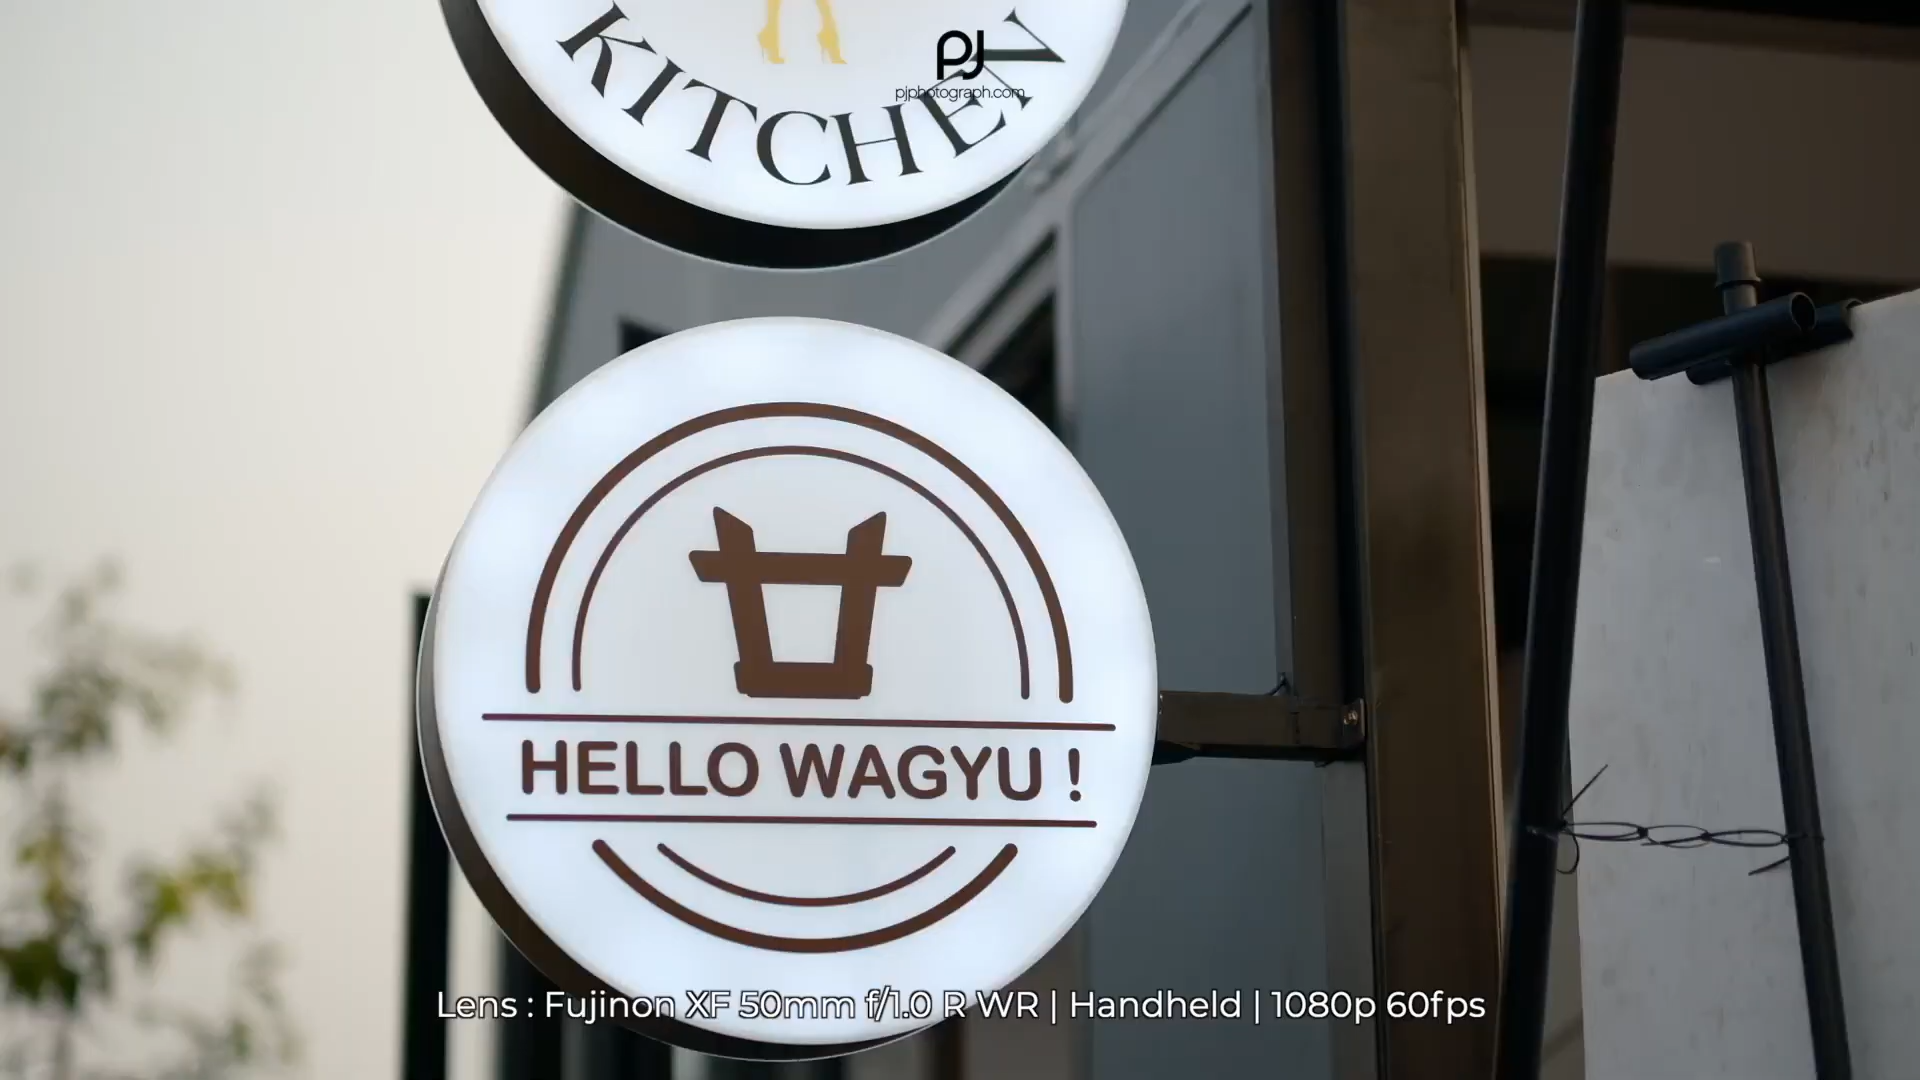 KITCHEN
PJ
pjphotograph.com
HELLO WAGYU !
Lens : Fujinon XF 50mm f/1.0 R WR | Handheld | 1080p 60fps